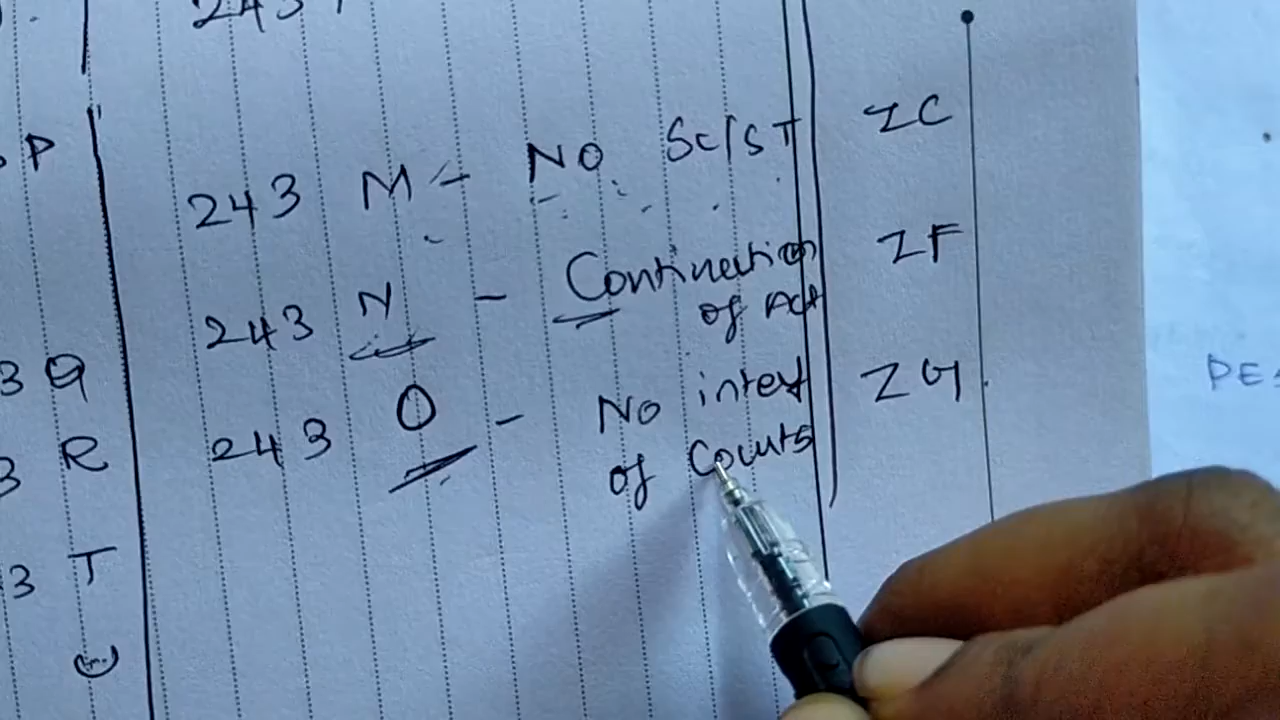 243
P
243 M - NO SC/ST ZC
243 N - Continuation of Act ZF
3 Q
243 O - No interf of Courts ZG
3 R
3 T
U
PE